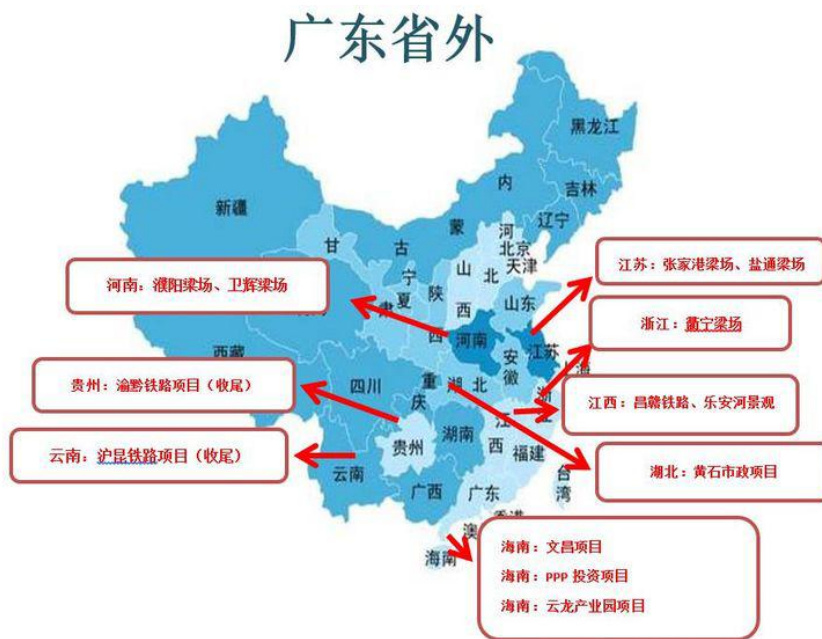 广东省外
黑龙江
吉林
辽宁
内
蒙
古
新疆
甘
肃
宁
夏
陕
西
山
西
河
北
北京
天津
山东
河南：濮阳梁场、卫辉梁场
江苏：张家港梁场、盐通梁场
河南
江苏
安
徽
浙江：衢宁梁场
西藏
四川
重
庆
湖北
浙
贵州：渝黔铁路项目（收尾）
江西：昌赣铁路、乐安河景观
江
西
贵州
湖南
福建
云南：沪昆铁路项目（收尾）
云南
湖北：黄石市政项目
台
湾
广西
广东
澳
海南
海南：文昌项目
海南：PPP 投资项目
海南：云龙产业园项目